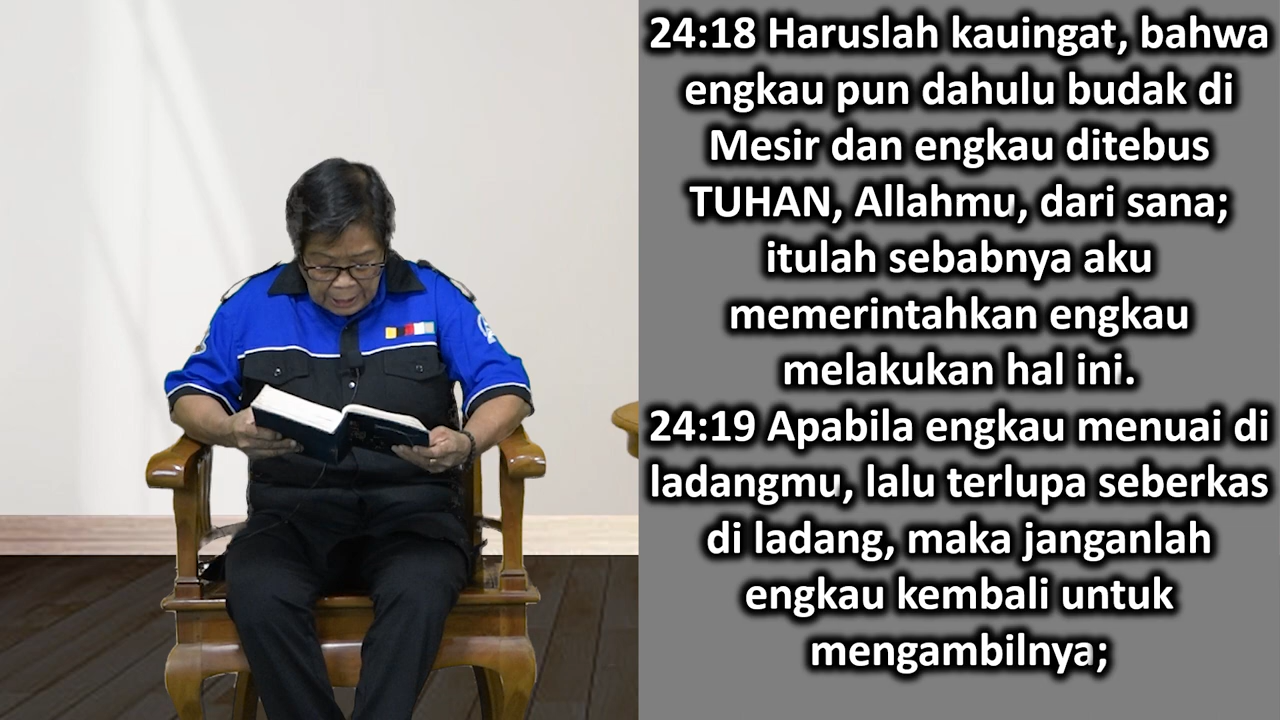 24:18 Haruslah kauingat, bahwa
engkau pun dahulu budak di
Mesir dan engkau ditebus
TUHAN, Allahmu, dari sana;
itulah sebabnya aku
memerintahkan engkau
melakukan hal ini.
24:19 Apabila engkau menuai di
ladangmu, lalu terlupa seberkas
di ladang, maka janganlah
engkau kembali untuk
mengambilnya;